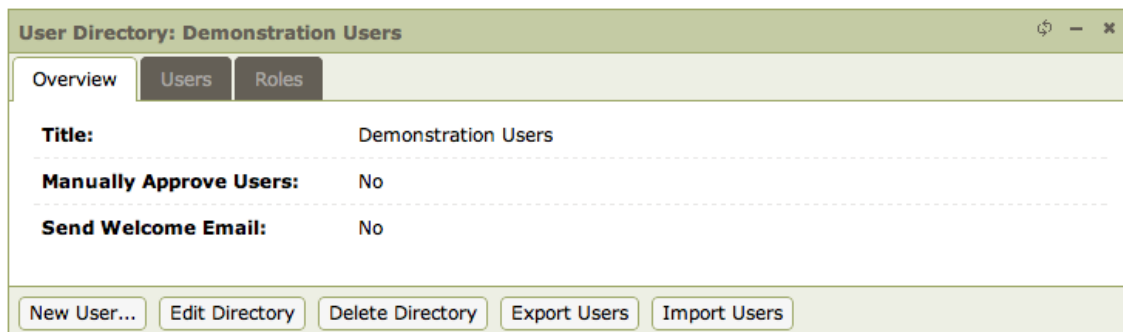 User Directory: Demonstration Users
Overview Users Roles
Title: Demonstration Users
Manually Approve Users: No
Send Welcome Email: No
New User... Edit Directory Delete Directory Export Users Import Users